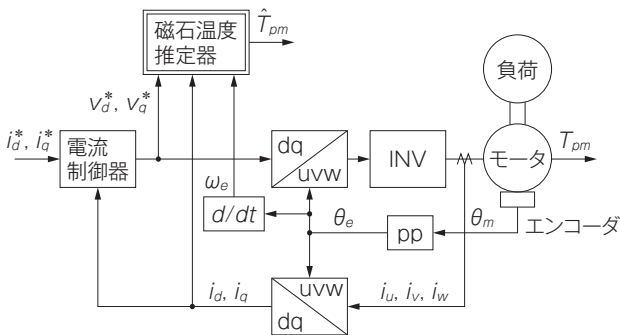 磁石温度
推定器
T̂pm
負荷
vd*, vq*
id*, iq*
電流
制御器
dq
uvw
INV
モータ
Tpm
ωe
d/dt
θe
pp
θm
エンコーダ
id, iq
uvw
dq
iu, iv, iw